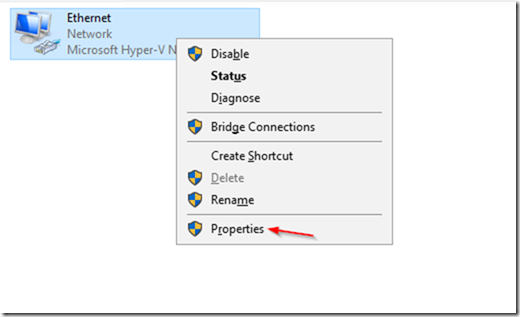 Ethernet
Network
Microsoft Hyper-V N
Disable
Status
Diagnose
Bridge Connections
Create Shortcut
Delete
Rename
Properties